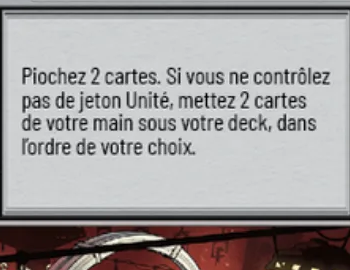 Piochez 2 cartes. Si vous ne contrôlez
pas de jeton Unité, mettez 2 cartes
de votre main sous votre deck, dans
l'ordre de votre choix.